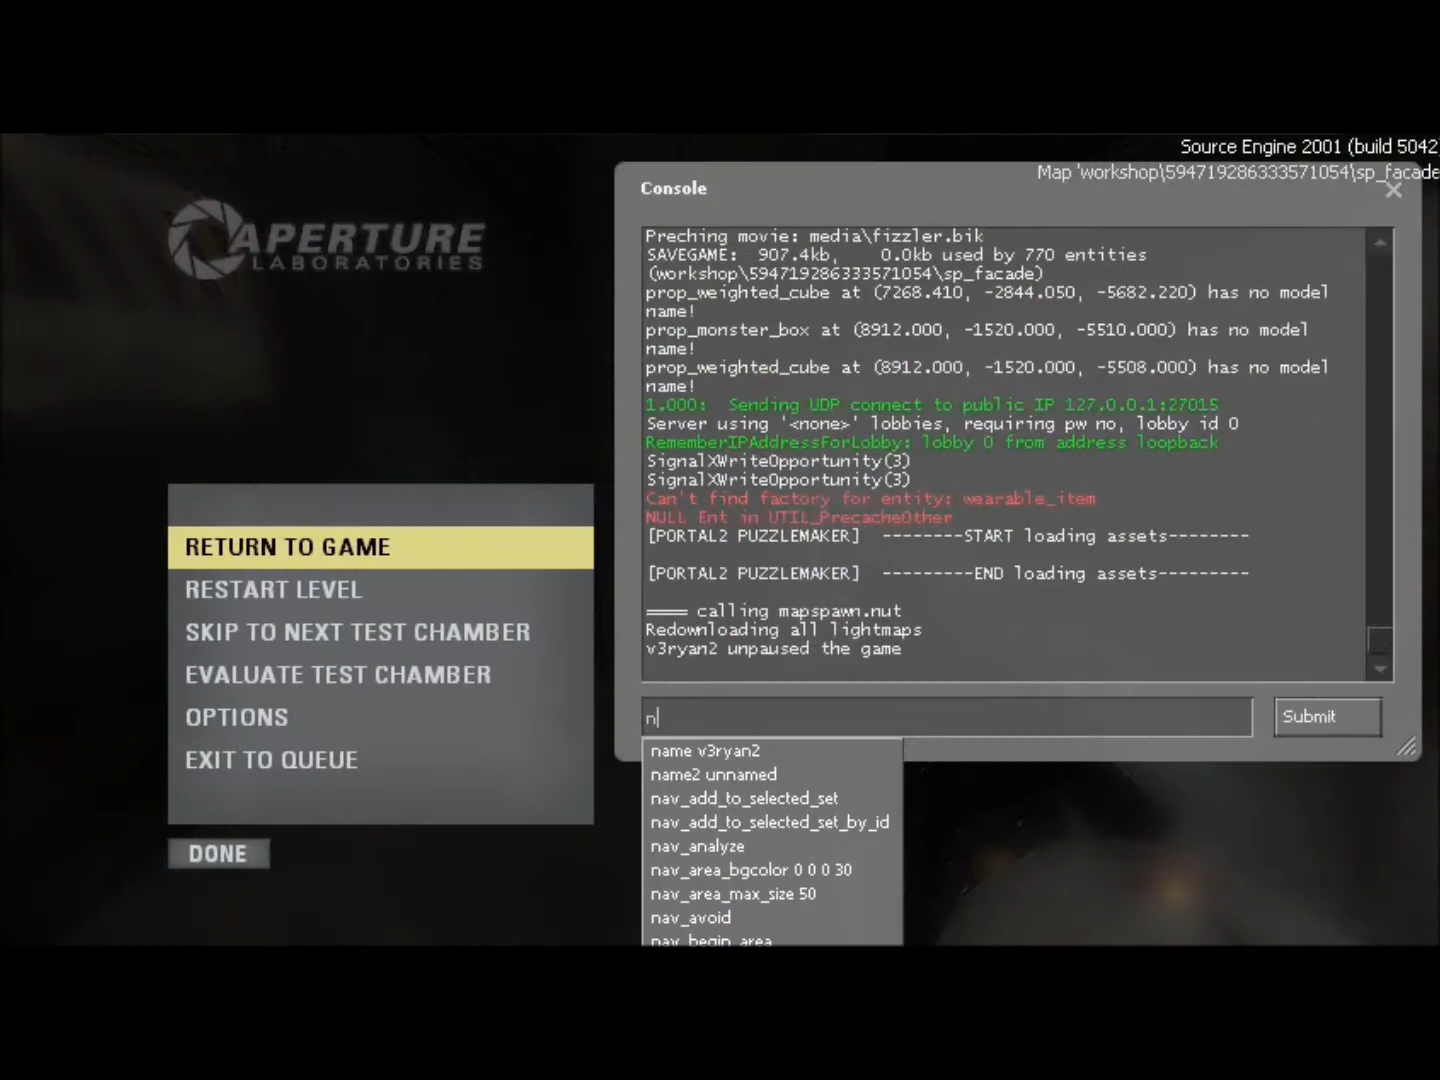 Source Engine 2001 (build 5042
Map 'workshop\594719286333571054\sp_facade
Console
APERTURE
LABORATORIES
Preching movie: media\fizzler.bik
SAVEGAME:  907.4kb,    0.0kb used by 770 entities
(workshop\594719286333571054\sp_facade)
prop_weighted_cube at (7268.410, -2844.050, -5682.220) has no model
name!
prop_monster_box at (8912.000, -1520.000, -5510.000) has no model
name!
prop_weighted_cube at (8912.000, -1520.000, -5508.000) has no model
name!
1.000:  Sending UDP connect to public IP 127.0.0.1:27015
Server using '<none>' lobbies, requiring pw no, lobby id 0
RememberIPAddressForLobby: lobby 0 from address loopback
SignalXWriteOpportunity(3)
SignalXWriteOpportunity(3)
Can't find factory for entity: wearable_item
NULL Ent in UTIL_PrecacheOther
[PORTAL2 PUZZLEMAKER]  --------START loading assets--------
[PORTAL2 PUZZLEMAKER]  ---------END loading assets---------
==== calling mapspawn.nut
Redownloading all lightmaps
v3ryan2 unpaused the game
n
Submit
name v3ryan2
name2 unnamed
nav_add_to_selected_set
nav_add_to_selected_set_by_id
nav_analyze
nav_area_bgcolor 0 0 0 30
nav_area_max_size 50
nav_avoid
nav_begin_area
RETURN TO GAME
RESTART LEVEL
SKIP TO NEXT TEST CHAMBER
EVALUATE TEST CHAMBER
OPTIONS
EXIT TO QUEUE
DONE